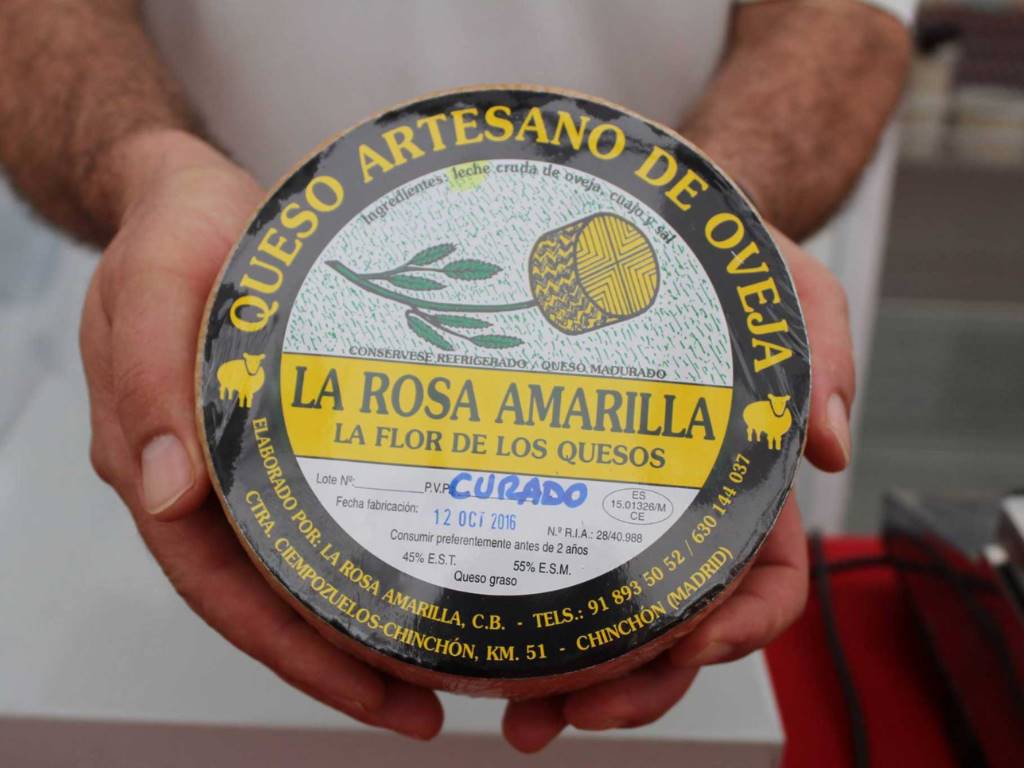 QUESO ARTESANO DE OVEJA
Ingredientes: leche cruda de oveja, cuajo y sal
CONSERVESE REFRIGERADO / QUESO MADURADO
LA ROSA AMARILLA
LA FLOR DE LOS QUESOS
Lote Nº: P.V.P. CURADO
Fecha fabricación: 12 OCT 2016
ES
15.01326/M
CE
N.º R.I.A.: 28/40.988
Consumir preferentemente antes de 2 años
45% E.S.T. 55% E.S.M.
Queso graso
ELABORADO POR: LA ROSA AMARILLA, C.B. - TELS.: 91 893 50 52 / 630 144 037
CTRA. CIEMPOZUELOS-CHINCHÓN, KM. 51 - CHINCHÓN (MADRID)